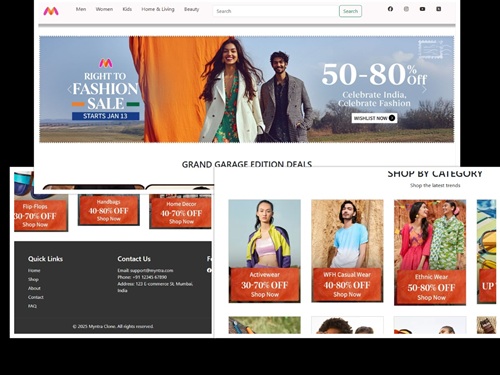 Men Women Kids Home & Living Beauty Search Search
RIGHT TO
FASHION
SALE
STARTS JAN 13
50-80% Off
Celebrate India,
Celebrate Fashion
WISHLIST NOW
GRAND GARAGE EDITION DEALS
Flip-Flops
30-70% OFF
Shop Now
Handbags
40-80% OFF
Shop Now
Home Decor
40-70% OFF
Shop Now
Quick Links
Home
Shop
About
Contact
FAQ
Contact Us
Email: support@myntra.com
Phone: +91 12345 67890
Address: 123 E-commerce St, Mumbai,
India
© 2025 Myntra Clone. All rights reserved.
SHOP BY CATEGORY
Shop the latest trends
Activewear
30-70% OFF
Shop Now
WFH Casual Wear
40-80% OFF
Shop Now
Ethnic Wear
50-80% OFF
Shop Now
UP